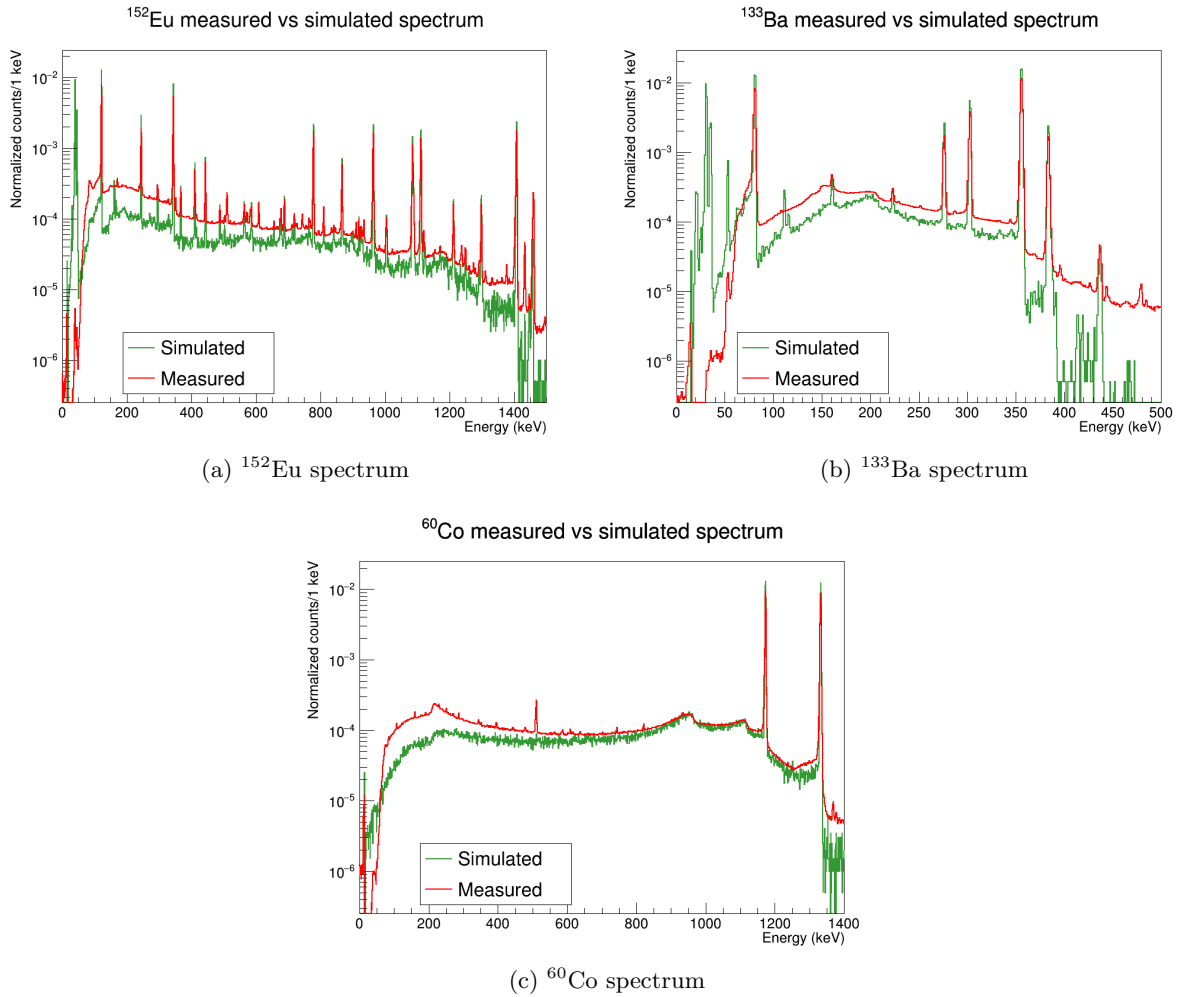 ¹⁵²Eu measured vs simulated spectrum
Normalized counts/1 keV
10⁻²
10⁻³
10⁻⁴
10⁻⁵
10⁻⁶
Simulated
Measured
0 200 400 600 800 1000 1200 1400
Energy (keV)
(a) ¹⁵²Eu spectrum
¹³³Ba measured vs simulated spectrum
Normalized counts/1 keV
10⁻²
10⁻³
10⁻⁴
10⁻⁵
10⁻⁶
Simulated
Measured
0 50 100 150 200 250 300 350 400 450 500
Energy (keV)
(b) ¹³³Ba spectrum
⁶⁰Co measured vs simulated spectrum
Normalized counts/1 keV
10⁻²
10⁻³
10⁻⁴
10⁻⁵
10⁻⁶
Simulated
Measured
0 200 400 600 800 1000 1200 1400
Energy (keV)
(c) ⁶⁰Co spectrum